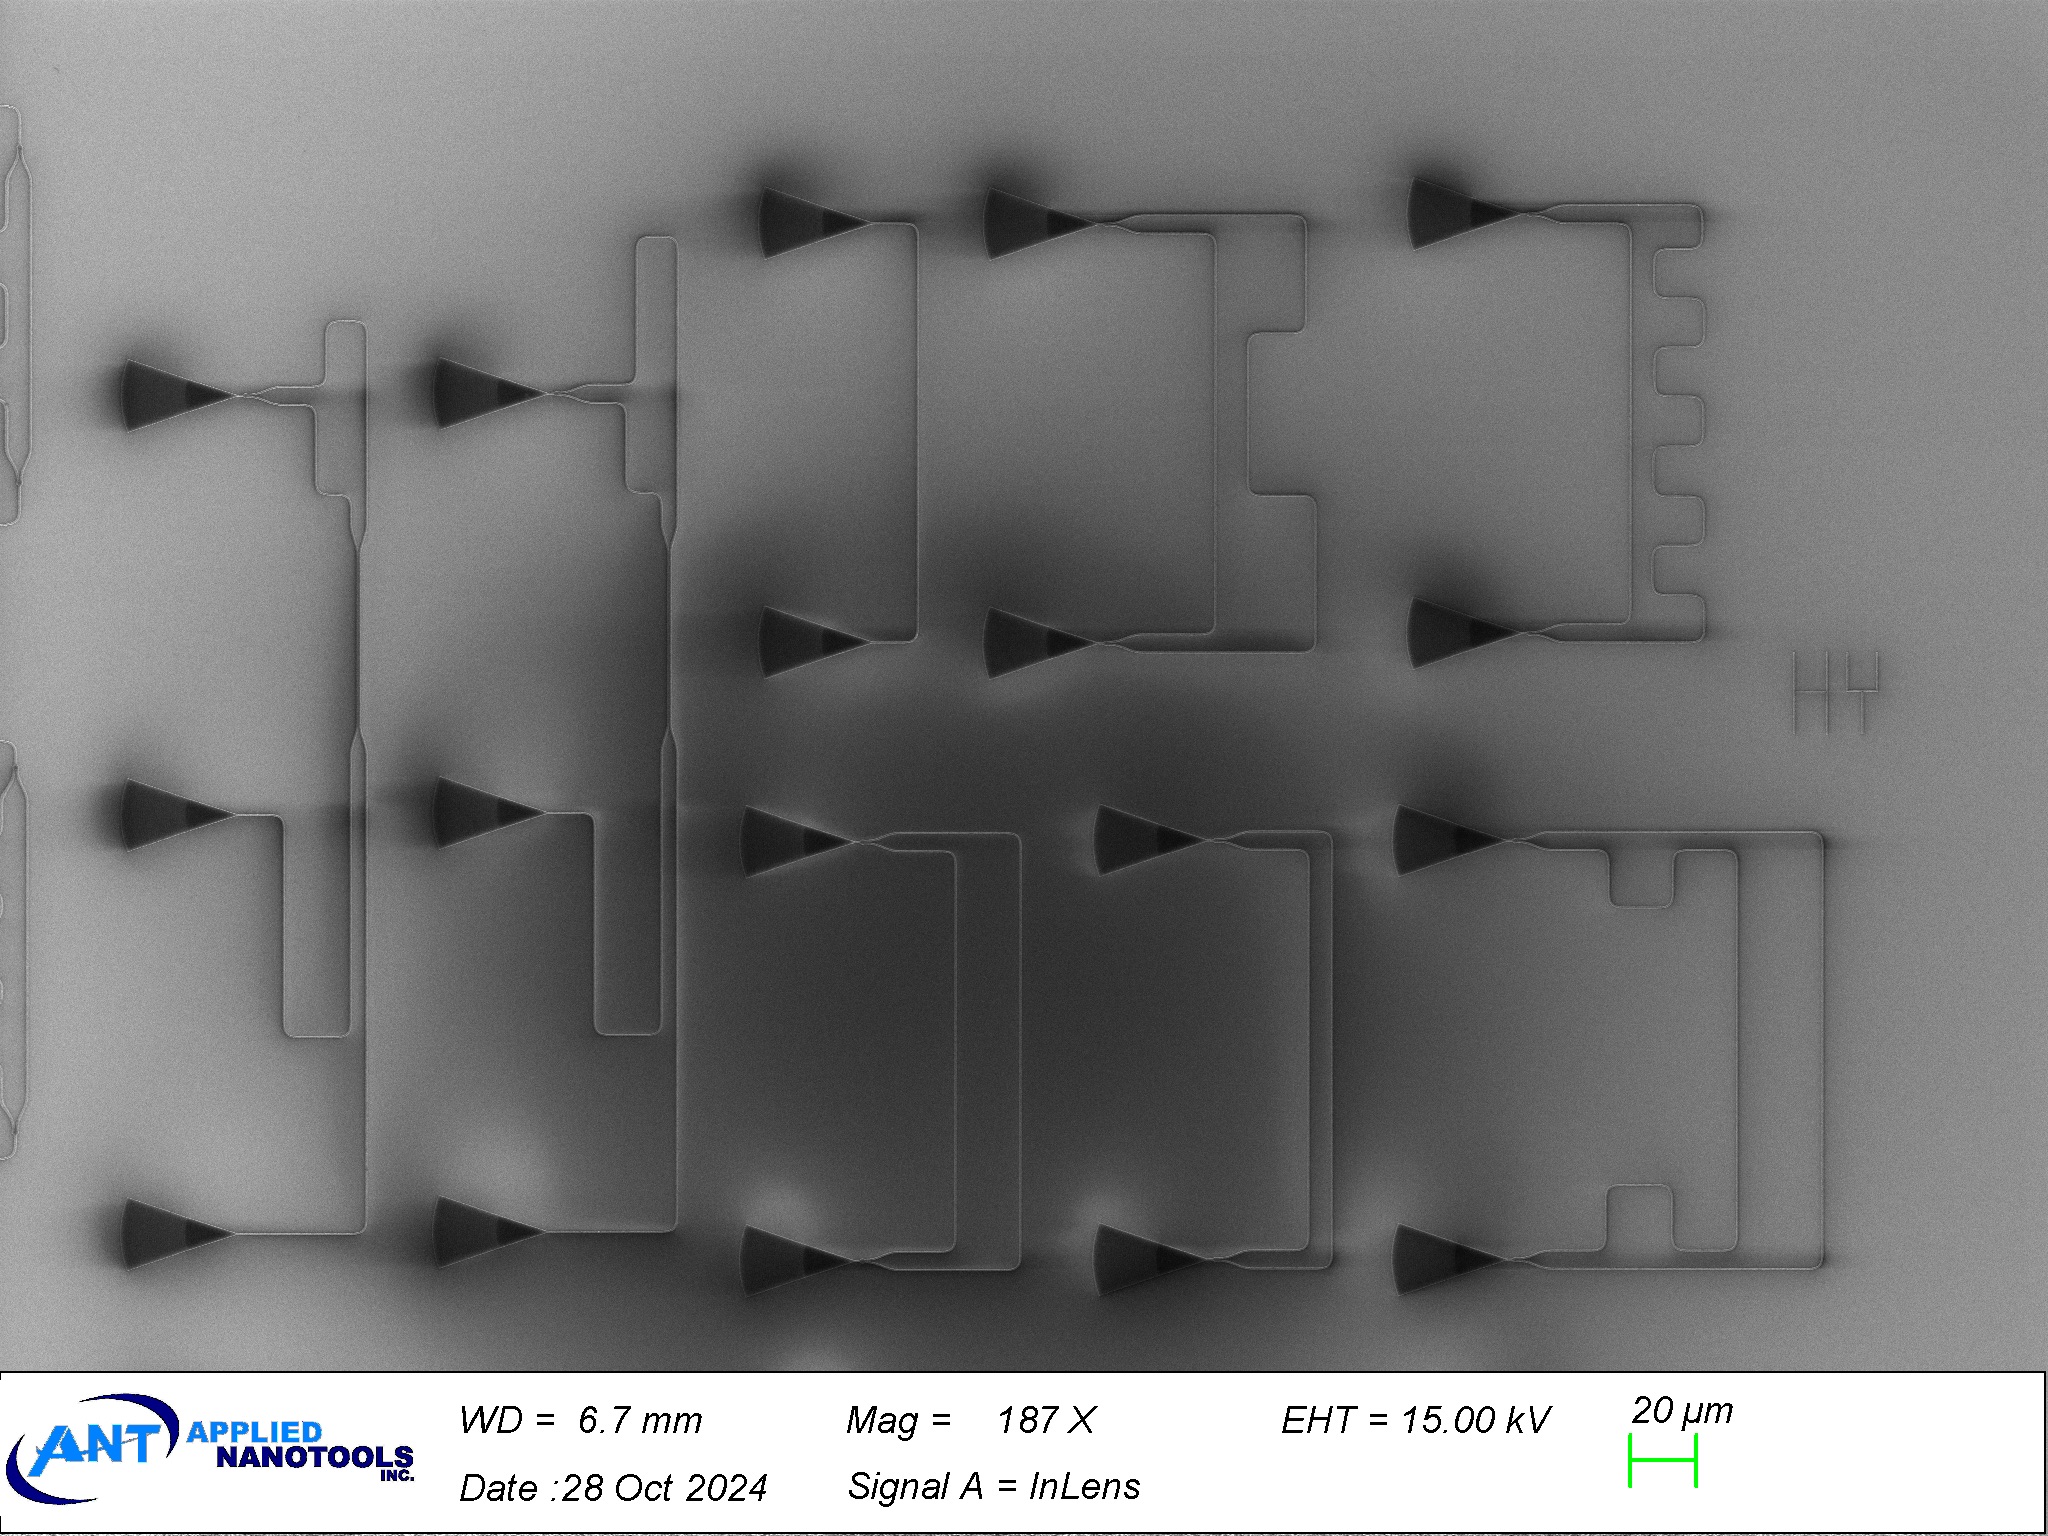 HY
ANT APPLIED
NANOTOOLS
INC.
WD = 6.7 mm Mag = 187 X EHT = 15.00 kV 20 µm
Date :28 Oct 2024 Signal A = InLens